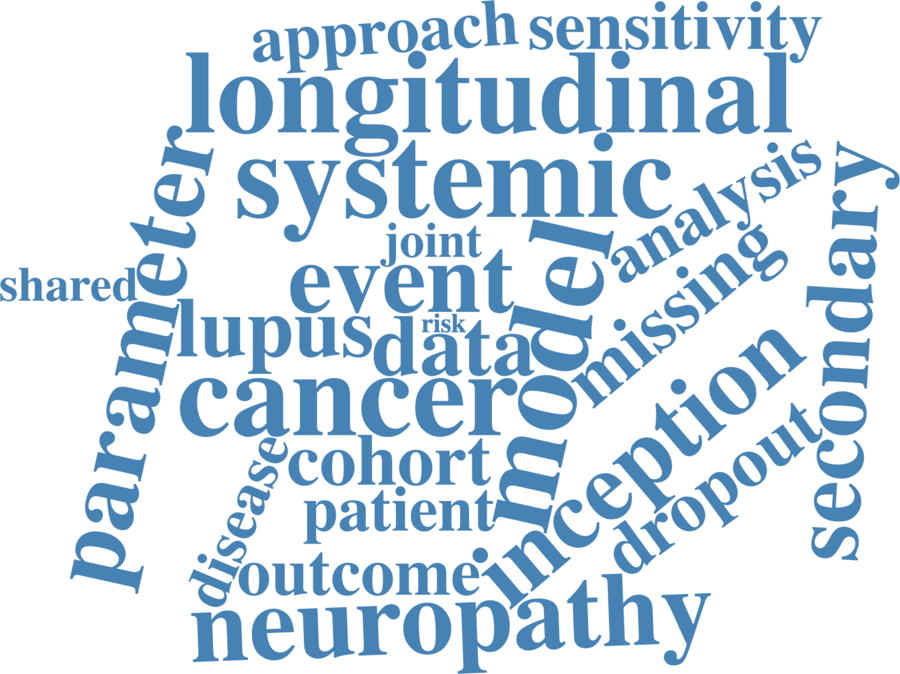 approach
sensitivity
longitudinal
systemic
parameter
analysis
secondary
joint
shared
event
model
missing
lupus
risk
data
cancer
inception
cohort
disease
dropout
patient
outcome
neuropathy